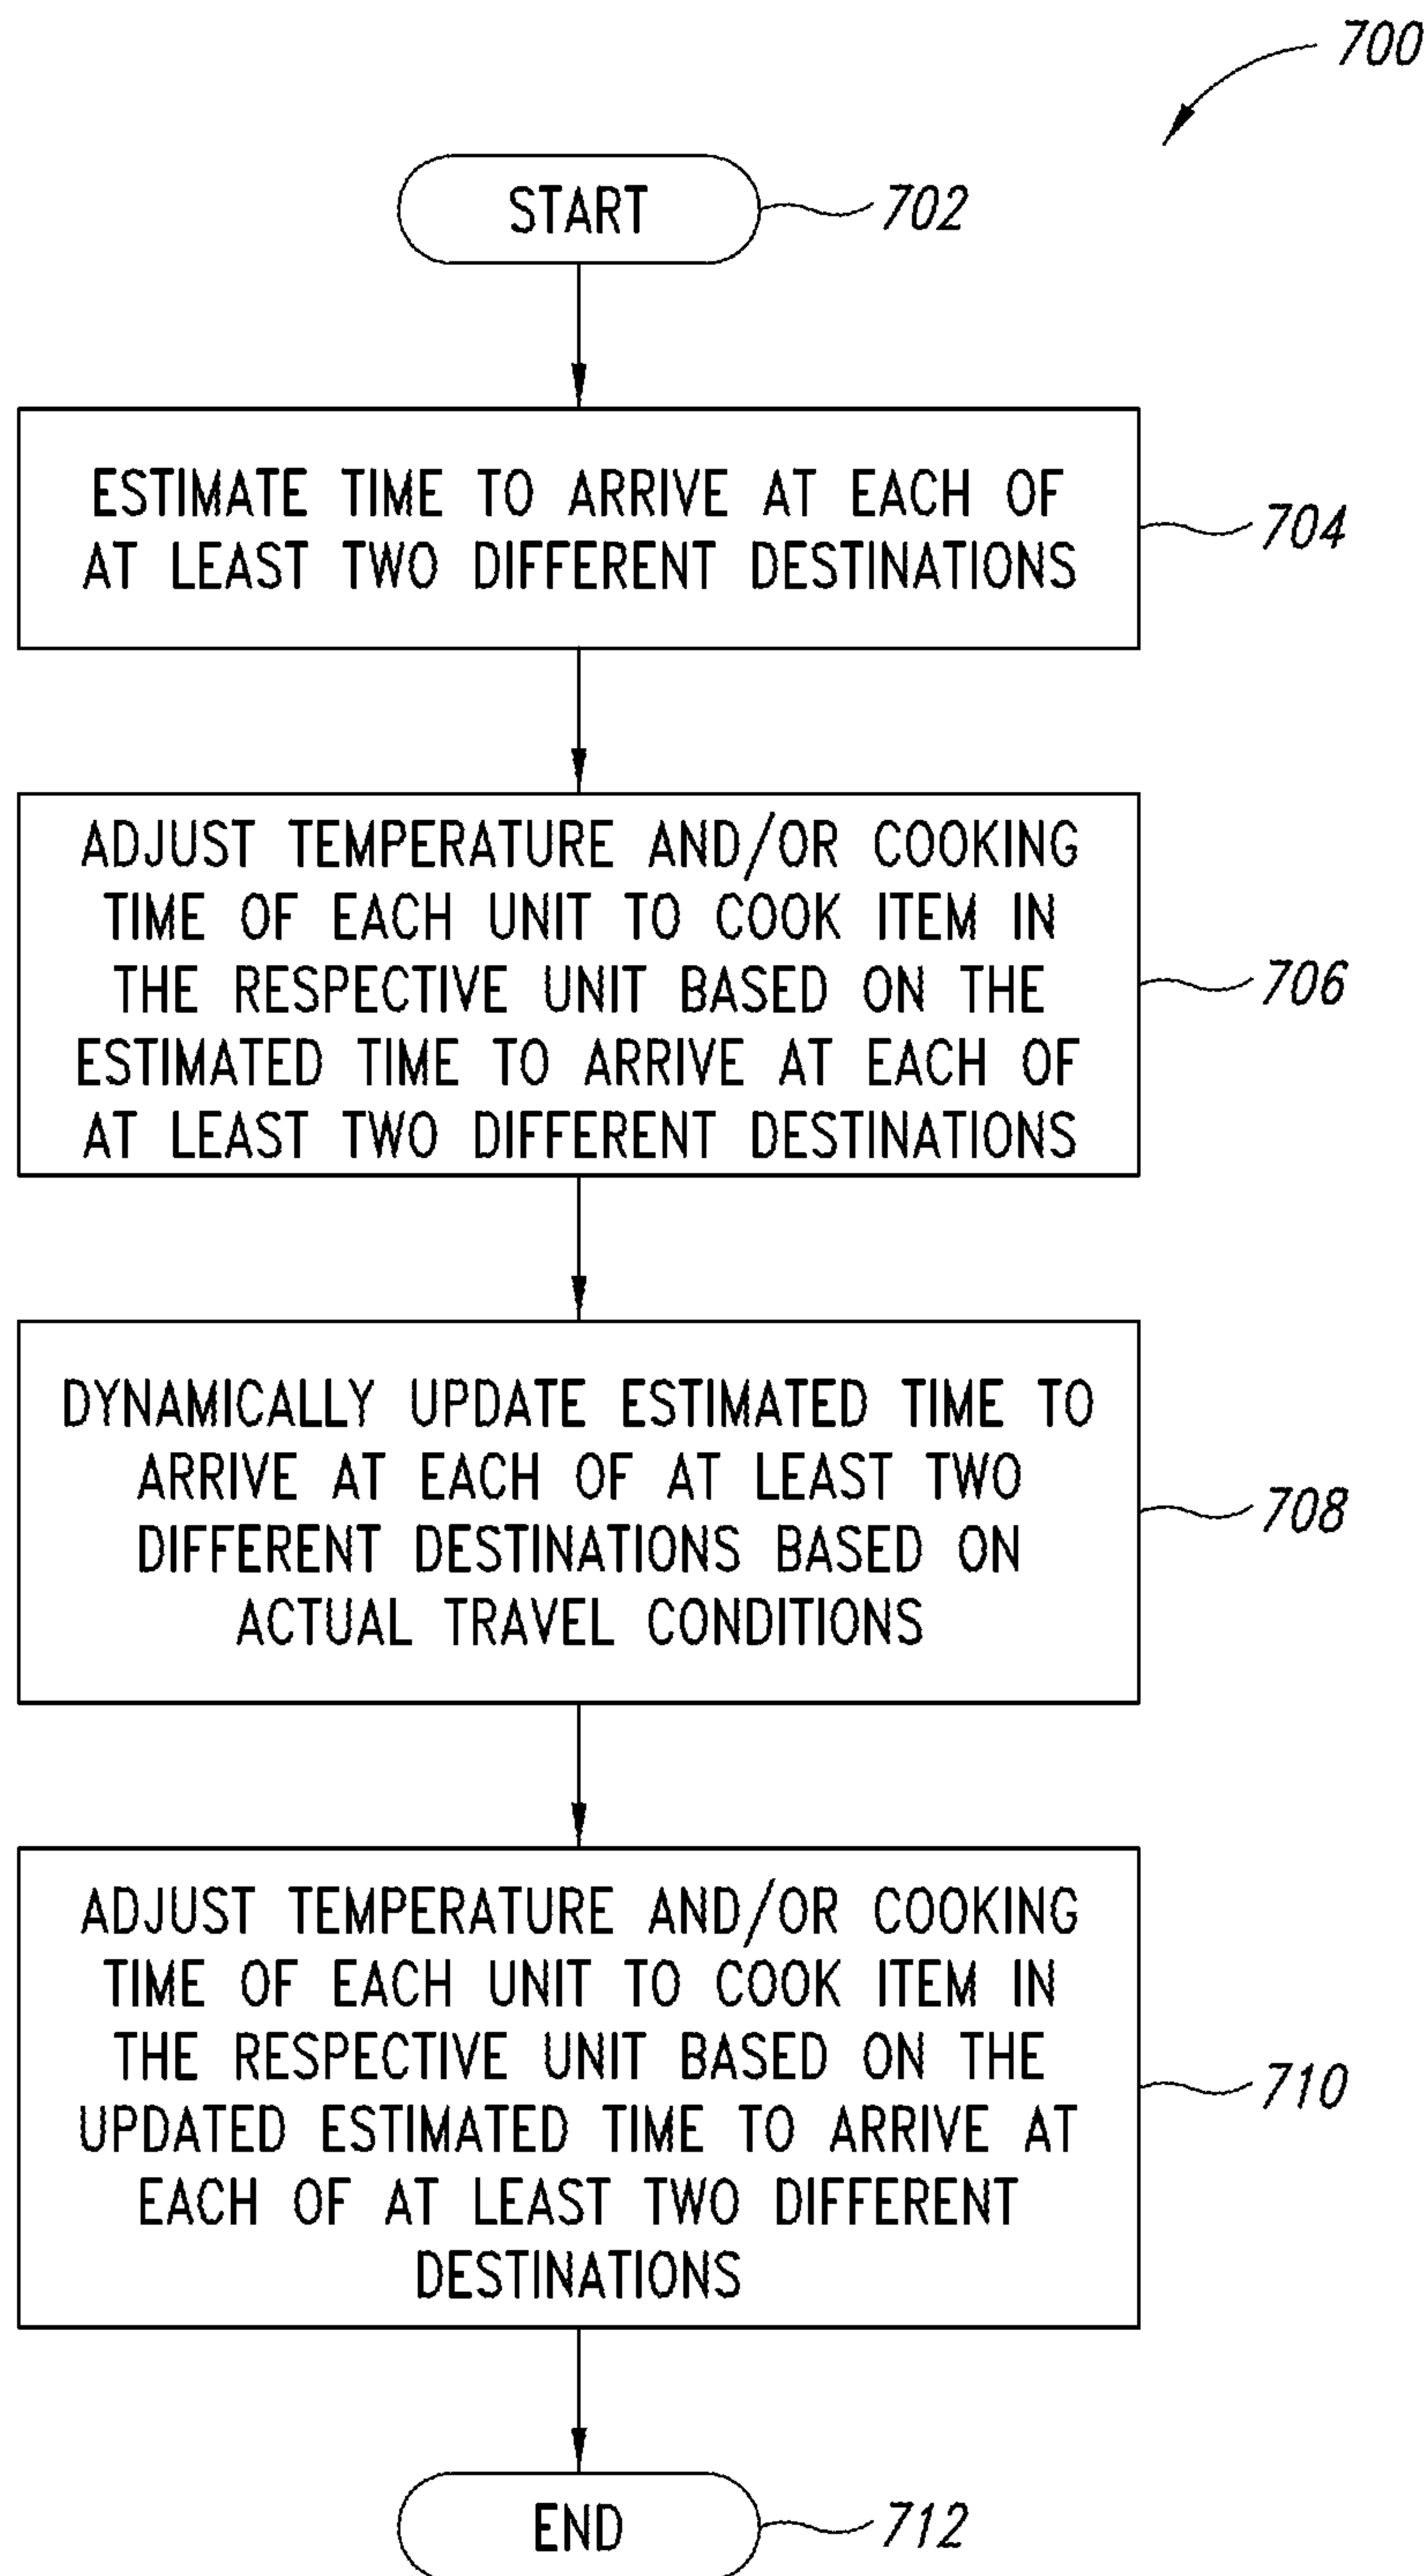 700
START
702
ESTIMATE TIME TO ARRIVE AT EACH OF
AT LEAST TWO DIFFERENT DESTINATIONS
704
ADJUST TEMPERATURE AND/OR COOKING
TIME OF EACH UNIT TO COOK ITEM IN
THE RESPECTIVE UNIT BASED ON THE
ESTIMATED TIME TO ARRIVE AT EACH OF
AT LEAST TWO DIFFERENT DESTINATIONS
706
DYNAMICALLY UPDATE ESTIMATED TIME TO
ARRIVE AT EACH OF AT LEAST TWO
DIFFERENT DESTINATIONS BASED ON
ACTUAL TRAVEL CONDITIONS
708
ADJUST TEMPERATURE AND/OR COOKING
TIME OF EACH UNIT TO COOK ITEM IN
THE RESPECTIVE UNIT BASED ON THE
UPDATED ESTIMATED TIME TO ARRIVE AT
EACH OF AT LEAST TWO DIFFERENT
DESTINATIONS
710
END
712